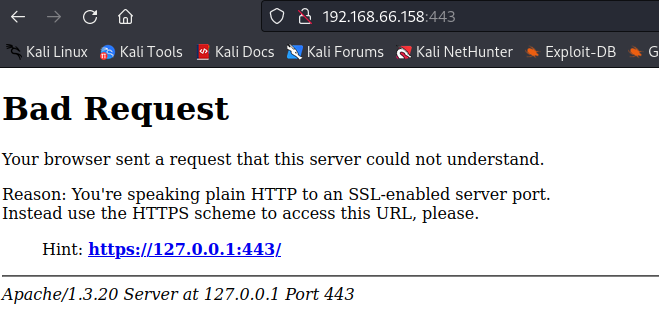 192.168.66.158:443
Kali Linux Kali Tools Kali Docs Kali Forums Kali NetHunter Exploit-DB G
Bad Request
Your browser sent a request that this server could not understand.
Reason: You're speaking plain HTTP to an SSL-enabled server port.
Instead use the HTTPS scheme to access this URL, please.
Hint: https://127.0.0.1:443/
Apache/1.3.20 Server at 127.0.0.1 Port 443